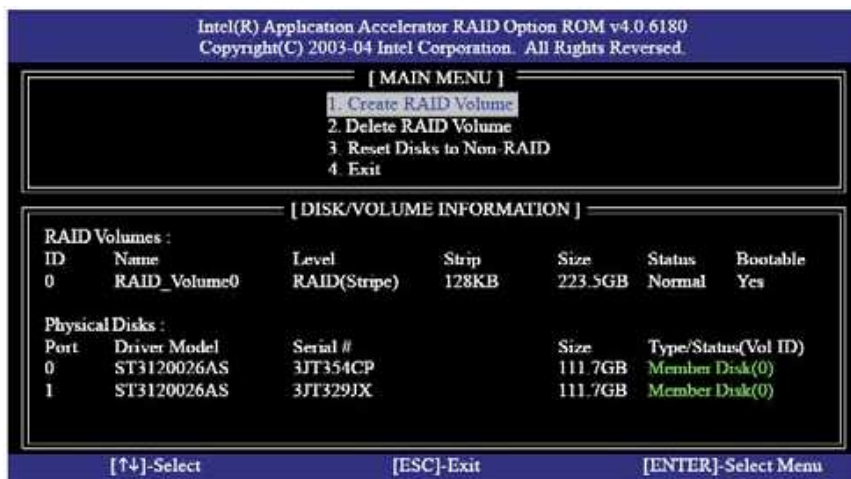 Intel(R) Application Accelerator RAID Option ROM v4.0.6180
Copyright(C) 2003-04 Intel Corporation. All Rights Reversed.
[ MAIN MENU ]
1. Create RAID Volume
2. Delete RAID Volume
3. Reset Disks to Non-RAID
4. Exit
[ DISK/VOLUME INFORMATION ]
RAID Volumes :
ID Name Level Strip Size Status Bootable
0 RAID_Volume0 RAID(Stripe) 128KB 223.5GB Normal Yes
Physical Disks :
Port Driver Model Serial # Size Type/Status(Vol ID)
0 ST3120026AS 3JT354CP 111.7GB Member Disk(0)
1 ST3120026AS 3JT329JX 111.7GB Member Disk(0)
[↑↓]-Select [ESC]-Exit [ENTER]-Select Menu